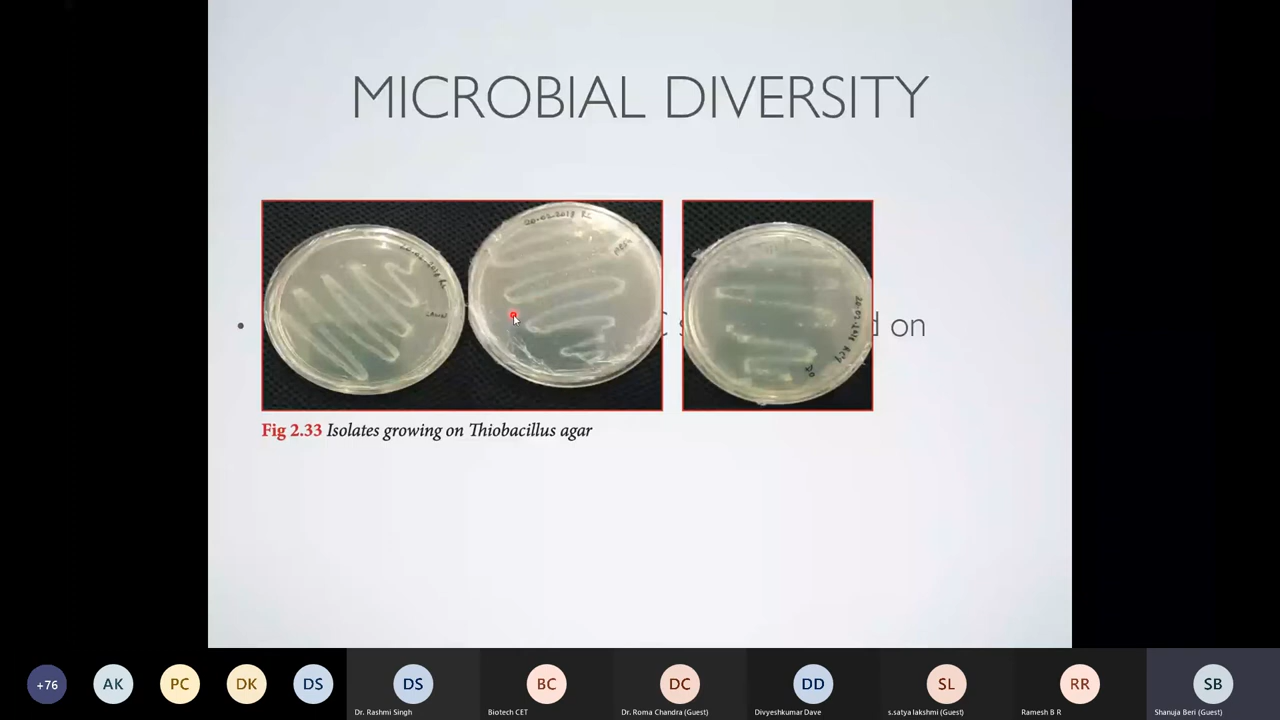 MICROBIAL DIVERSITY
• on
Fig 2.33 Isolates growing on Thiobacillus agar
+76
AK
PC
DK
DS
DS
BC
DC
DD
SL
RR
SB
Dr. Rashmi Singh
Biotech CET
Dr. Roma Chandra (Guest)
Divyeshkumar Dave
s.satya lakshmi (Guest)
Ramesh B R
Shanuja Beri (Guest)